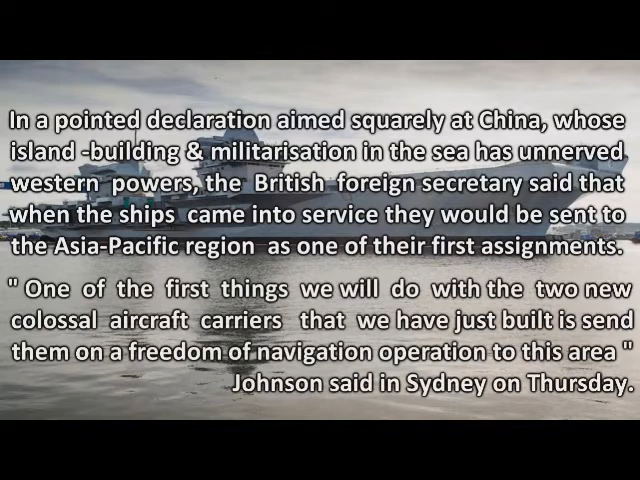 In a pointed declaration aimed squarely at China, whose
island -building & militarisation in the sea has unnerved
western powers, the British foreign secretary said that
when the ships came into service they would be sent to
the Asia-Pacific region as one of their first assignments.
" One of the first things we will do with the two new
colossal aircraft carriers that we have just built is send
them on a freedom of navigation operation to this area "
Johnson said in Sydney on Thursday.